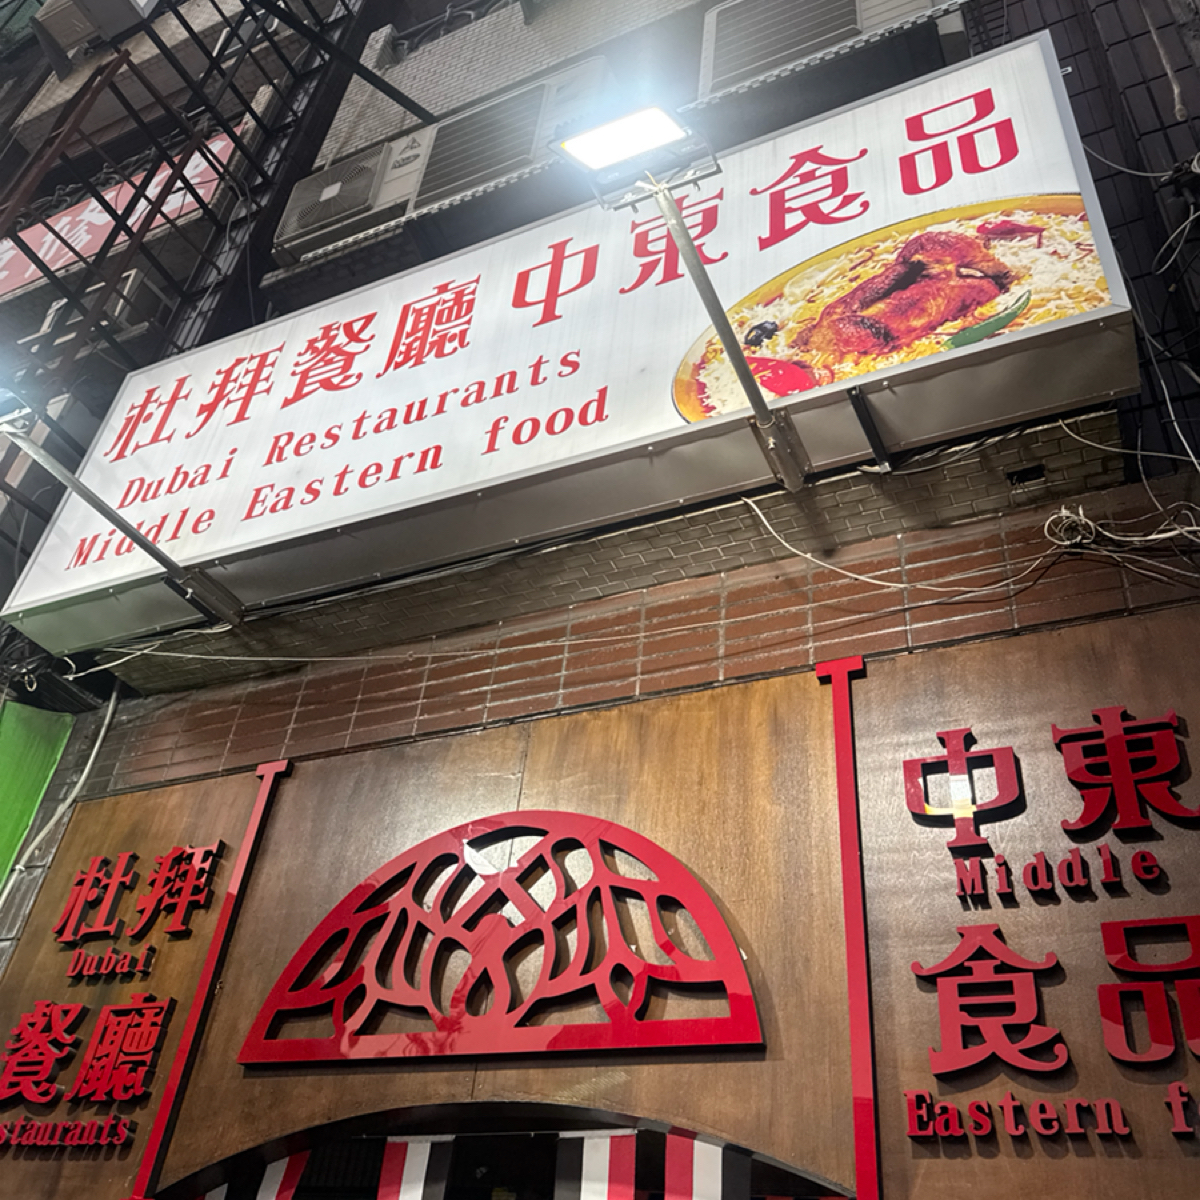 杜拜餐廳 中東食品
Dubai Restaurants
Middle Eastern food
杜拜
Dubai
餐廳
staurants
中東
Middle
食品
Eastern f